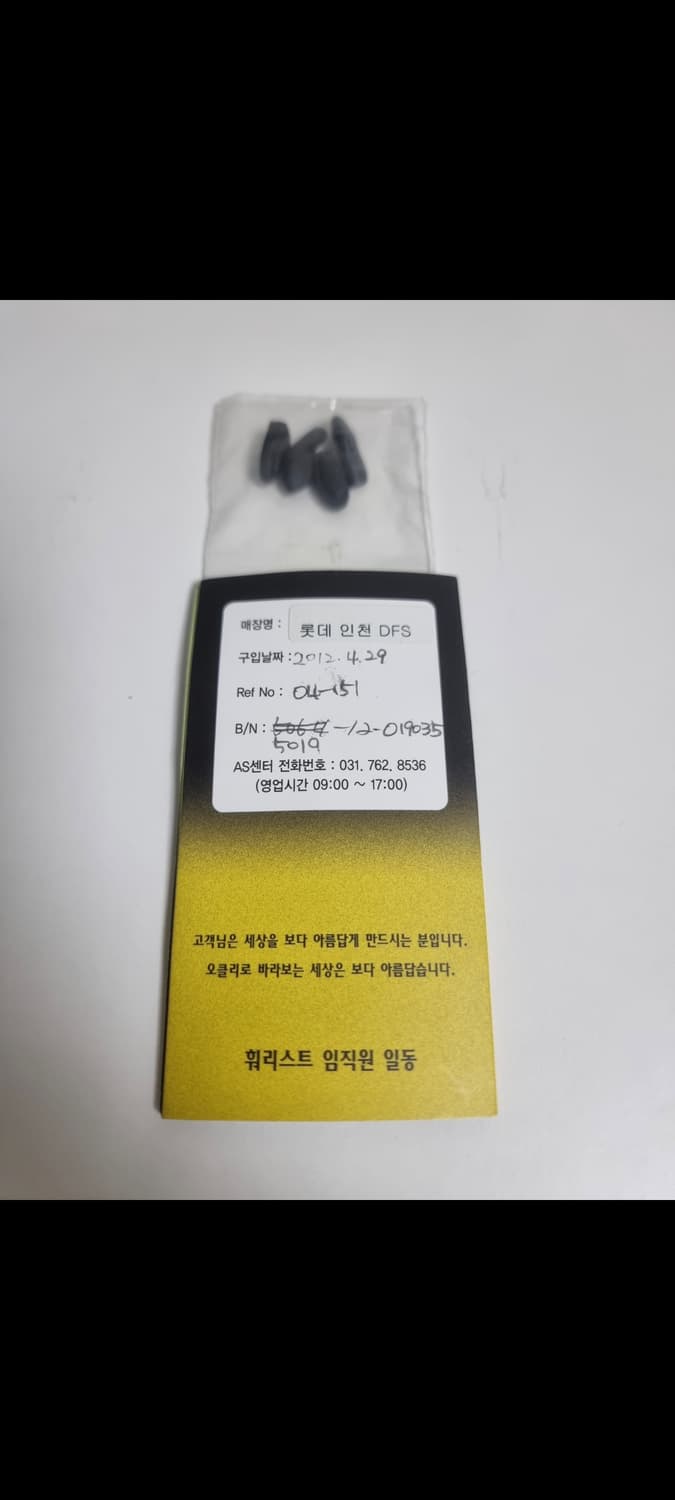 매장명 : 롯데 인천 DFS
구입날짜 : 2012. 4. 29
Ref No : 04-151
B/N : -12-019035
5019
AS센터 전화번호 : 031. 762. 8536
(영업시간 09:00 ~ 17:00)
고객님은 세상을 보다 아름답게 만드시는 분입니다.
오클리로 바라보는 세상은 보다 아름답습니다.
훠리스트 임직원 일동